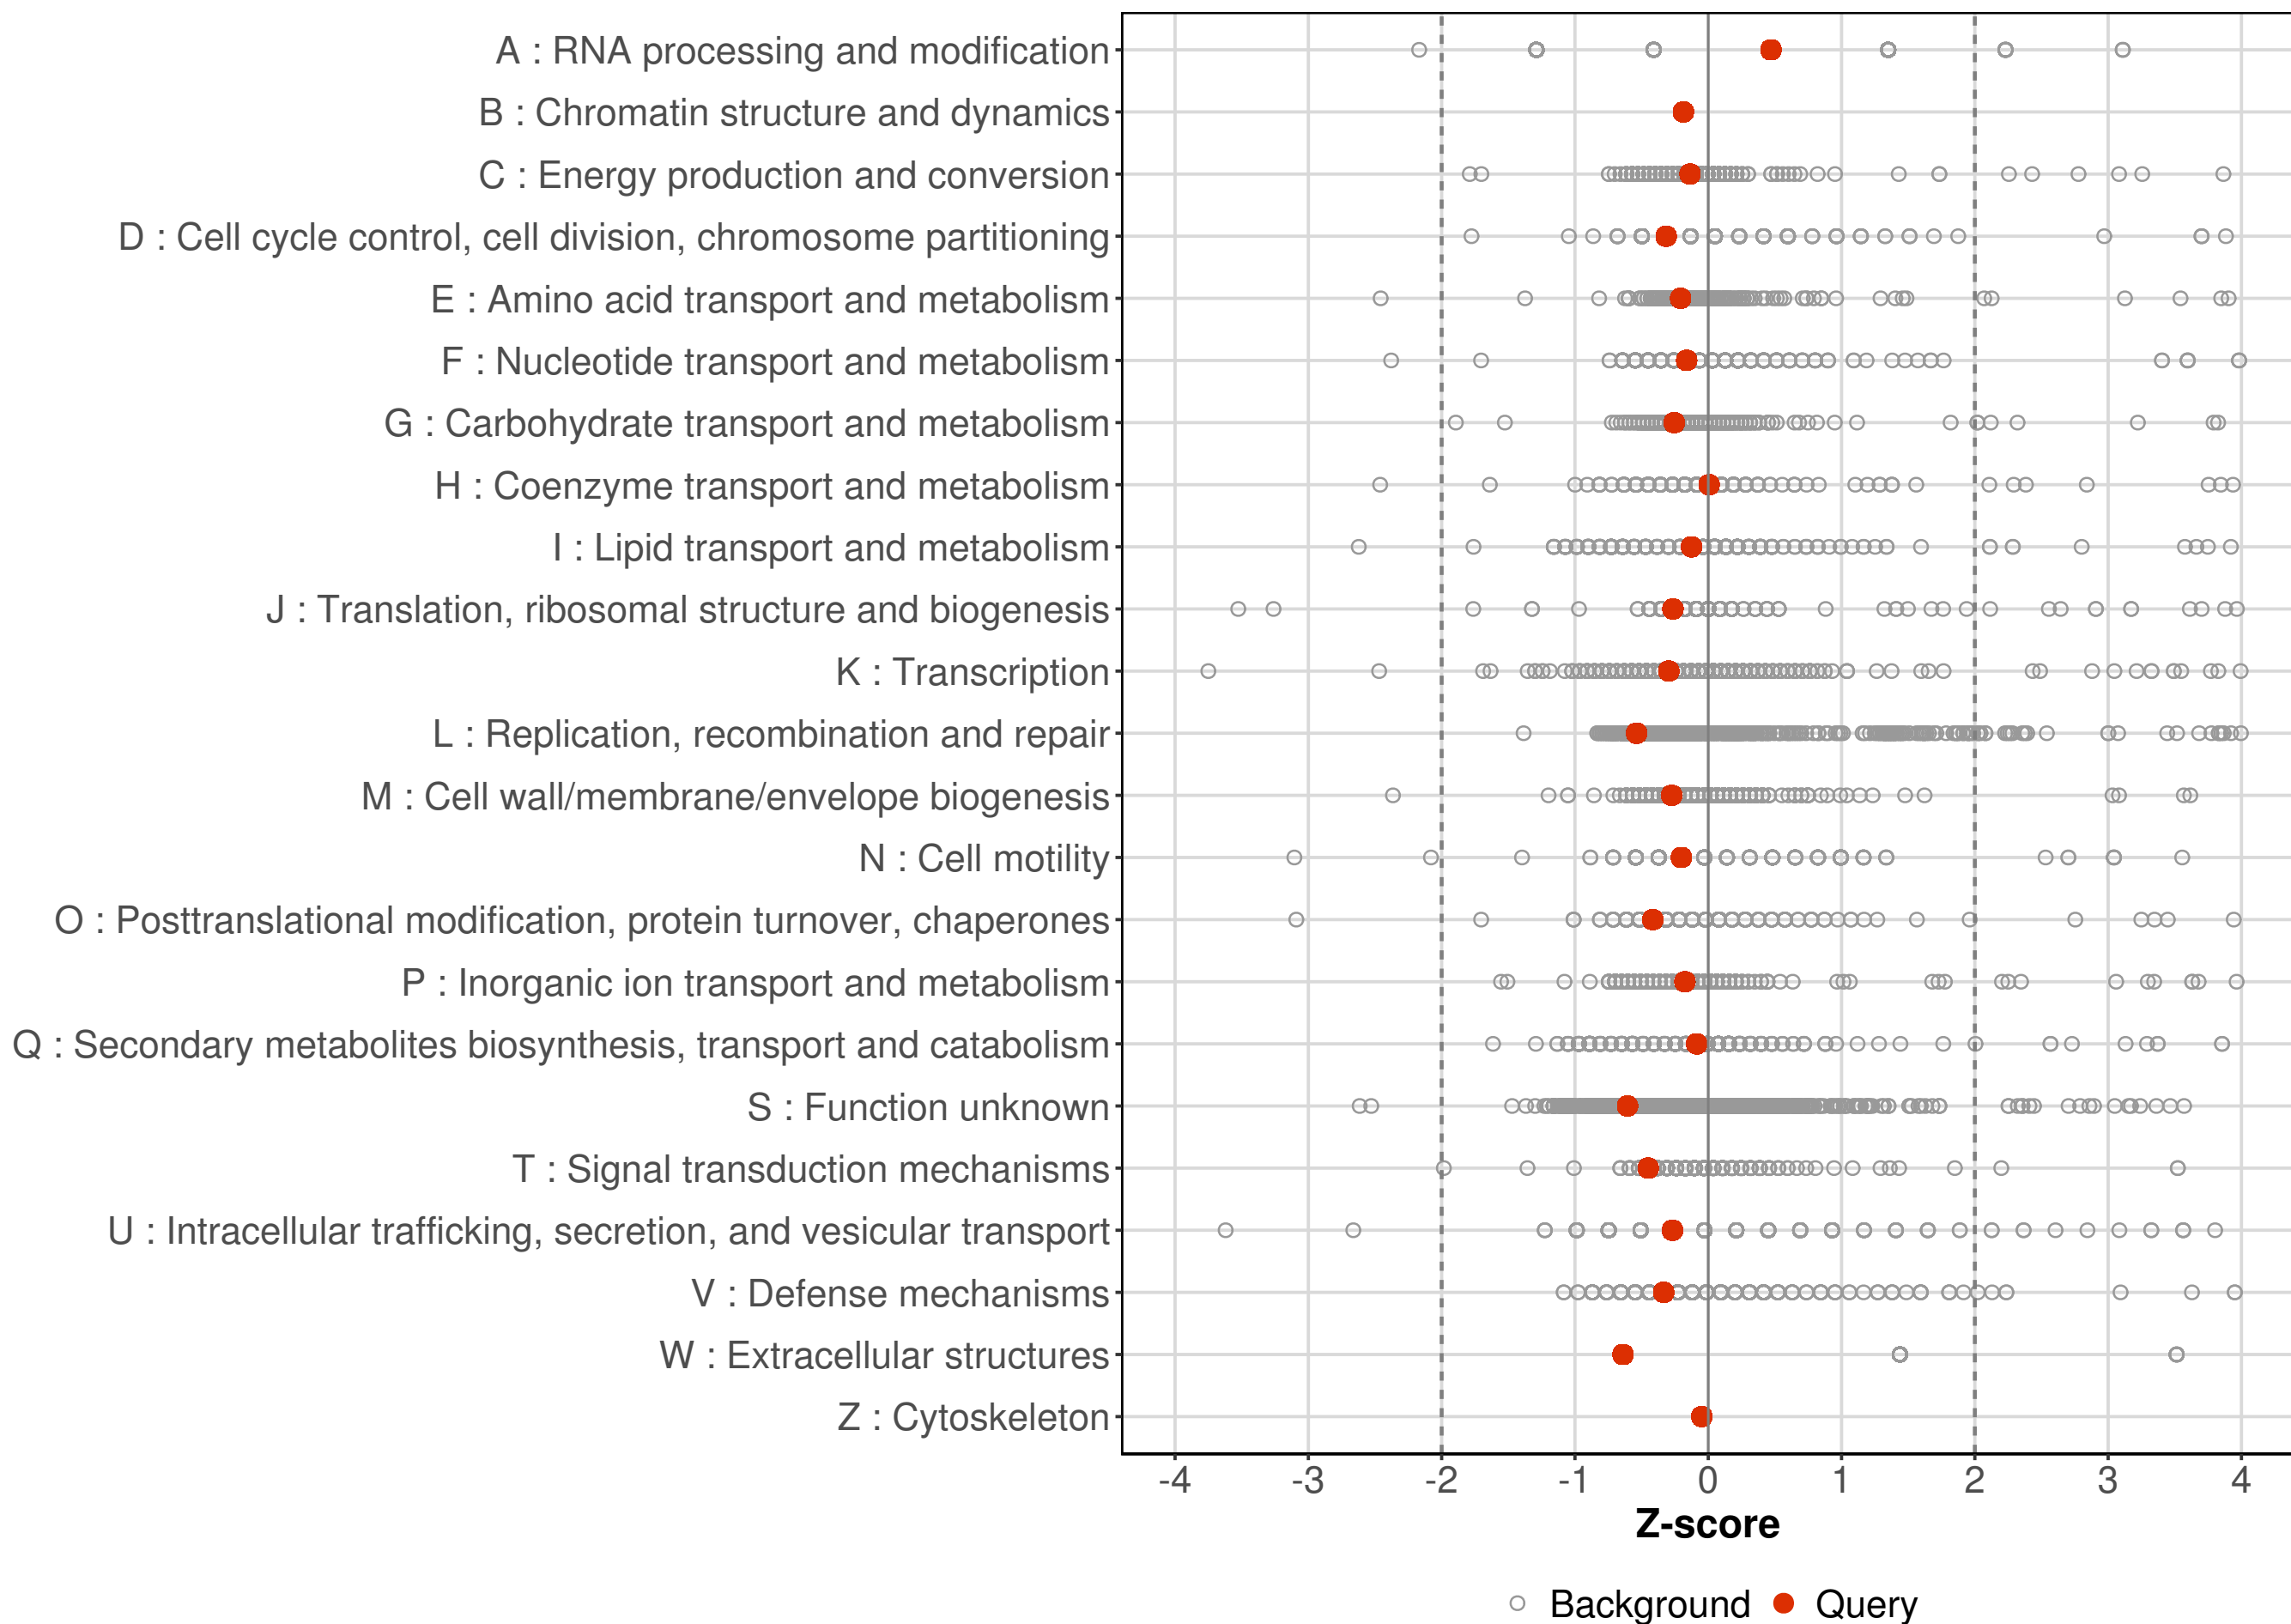 A : RNA processing and modification
B : Chromatin structure and dynamics
C : Energy production and conversion
D : Cell cycle control, cell division, chromosome partitioning
E : Amino acid transport and metabolism
F : Nucleotide transport and metabolism
G : Carbohydrate transport and metabolism
H : Coenzyme transport and metabolism
I : Lipid transport and metabolism
J : Translation, ribosomal structure and biogenesis
K : Transcription
L : Replication, recombination and repair
M : Cell wall/membrane/envelope biogenesis
N : Cell motility
O : Posttranslational modification, protein turnover, chaperones
P : Inorganic ion transport and metabolism
Q : Secondary metabolites biosynthesis, transport and catabolism
S : Function unknown
T : Signal transduction mechanisms
U : Intracellular trafficking, secretion, and vesicular transport
V : Defense mechanisms
W : Extracellular structures
Z : Cytoskeleton
-4 -3 -2 -1 0 1 2 3 4
Z-score
Background Query